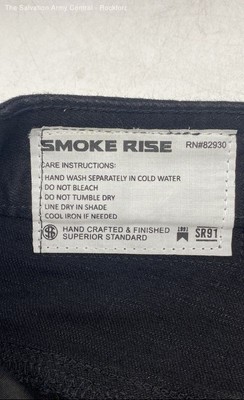 The Salvation Army Central - Reunion
SMOKE RISE RN#82930
CARE INSTRUCTIONS:
HAND WASH SEPARATELY IN COLD WATER
DO NOT BLEACH
DO NOT TUMBLE DRY
LINE DRY IN SHADE
COOL IRON IF NEEDED
HAND CRAFTED & FINISHED
SUPERIOR STANDARD
SR91